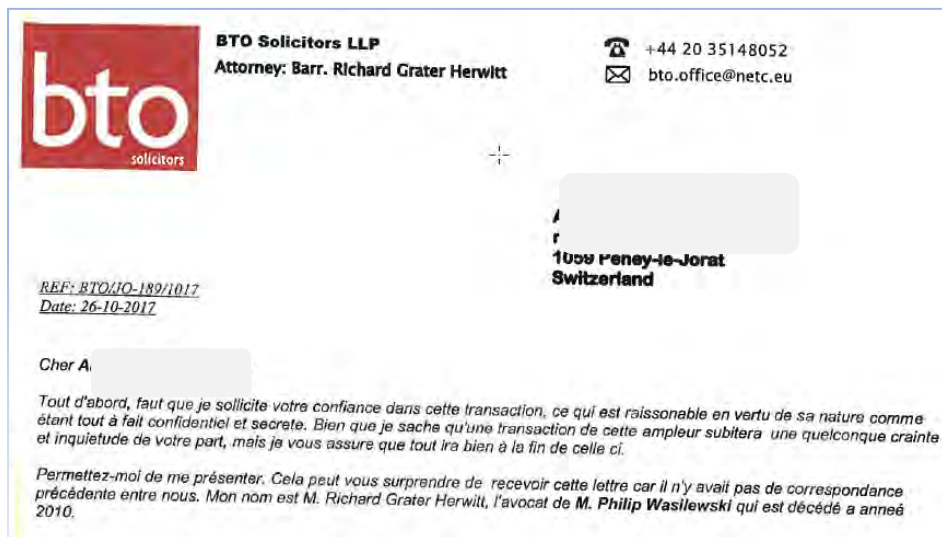 bto
solicitors
BTO Solicitors LLP
Attorney: Barr. Richard Grater Herwitt
+44 20 35148052
bto.office@netc.eu
1059 Peney-le-Jorat
Switzerland
REF: BTO/JO-189/1017
Date: 26-10-2017
Cher A
Tout d'abord, faut que je sollicite votre confiance dans cette transaction, ce qui est raissonable en vertu de sa nature comme
étant tout à fait confidentiel et secrete. Bien que je sache qu'une transaction de cette ampleur subitera une quelconque crainte
et inquietude de votre part, mais je vous assure que tout ira bien à la fin de celle ci.
Permettez-moi de me présenter. Cela peut vous surprendre de recevoir cette lettre car il n'y avait pas de correspondance
précédente entre nous. Mon nom est M. Richard Grater Herwitt, l'avocat de M. Philip Wasilewski qui est décédé a anneé
2010.